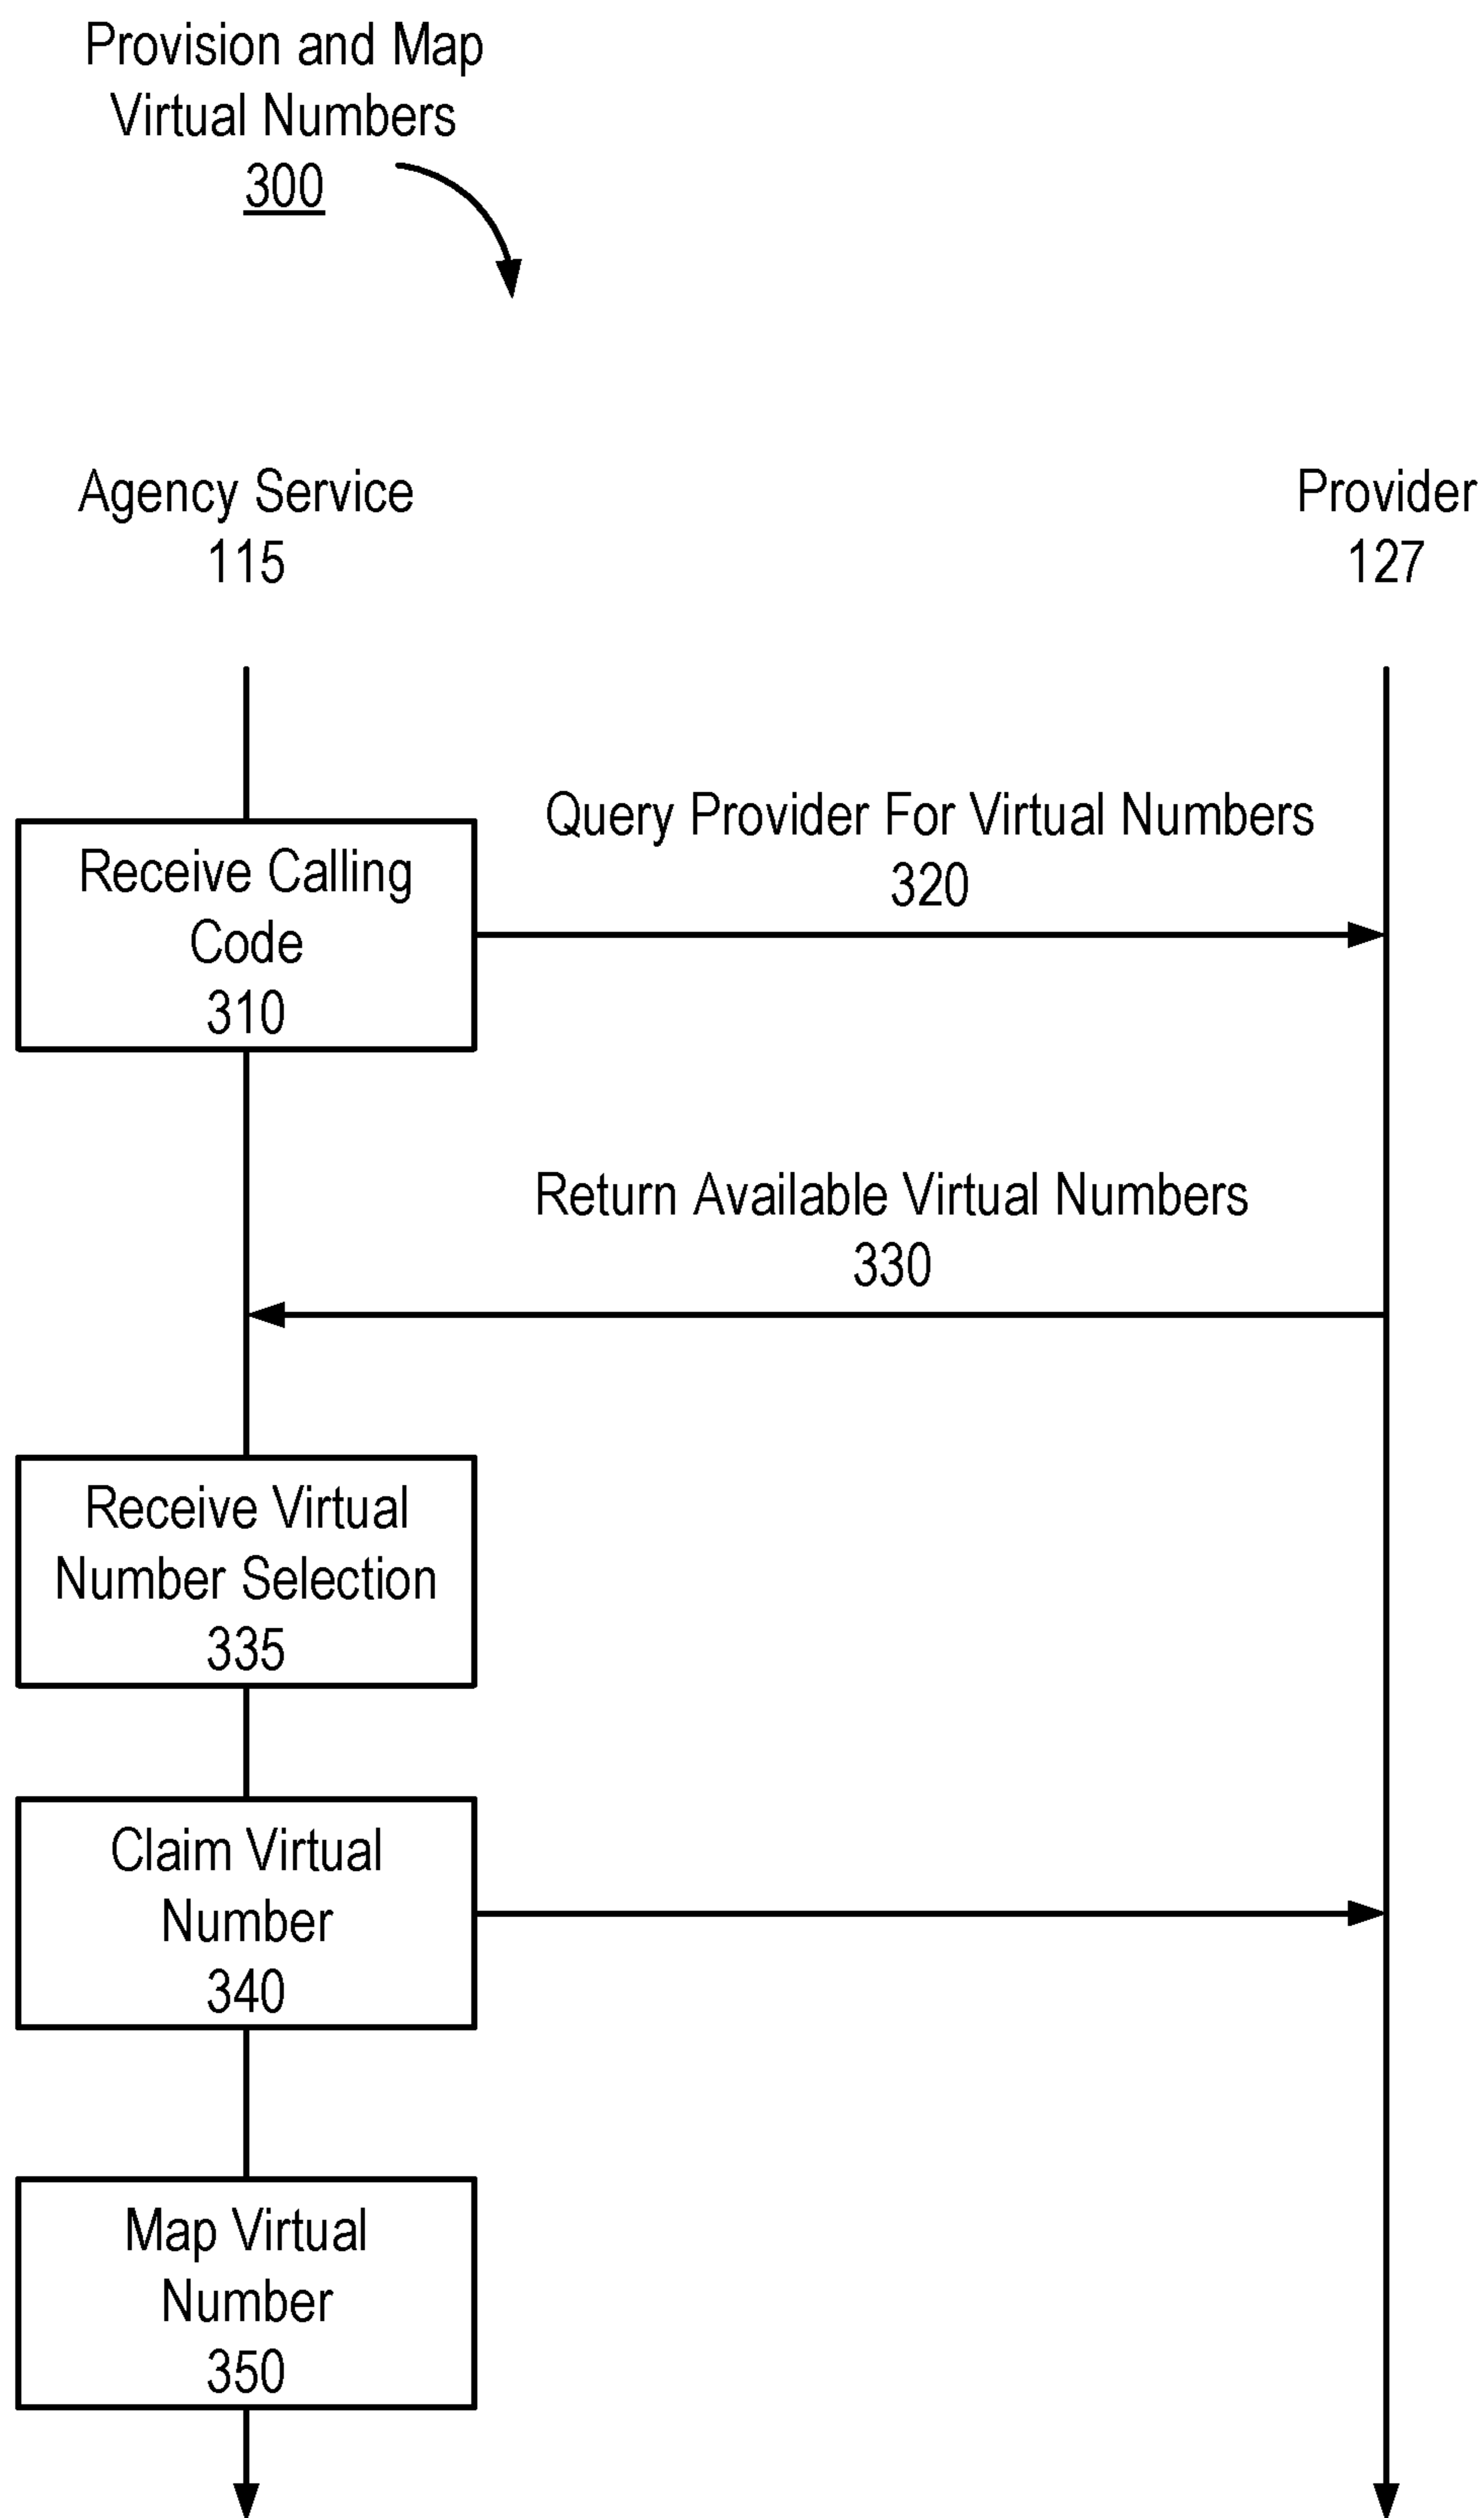 Provision and Map
Virtual Numbers
300
Agency Service
115
Provider
127
Query Provider For Virtual Numbers
320
Receive Calling
Code
310
Return Available Virtual Numbers
330
Receive Virtual
Number Selection
335
Claim Virtual
Number
340
Map Virtual
Number
350